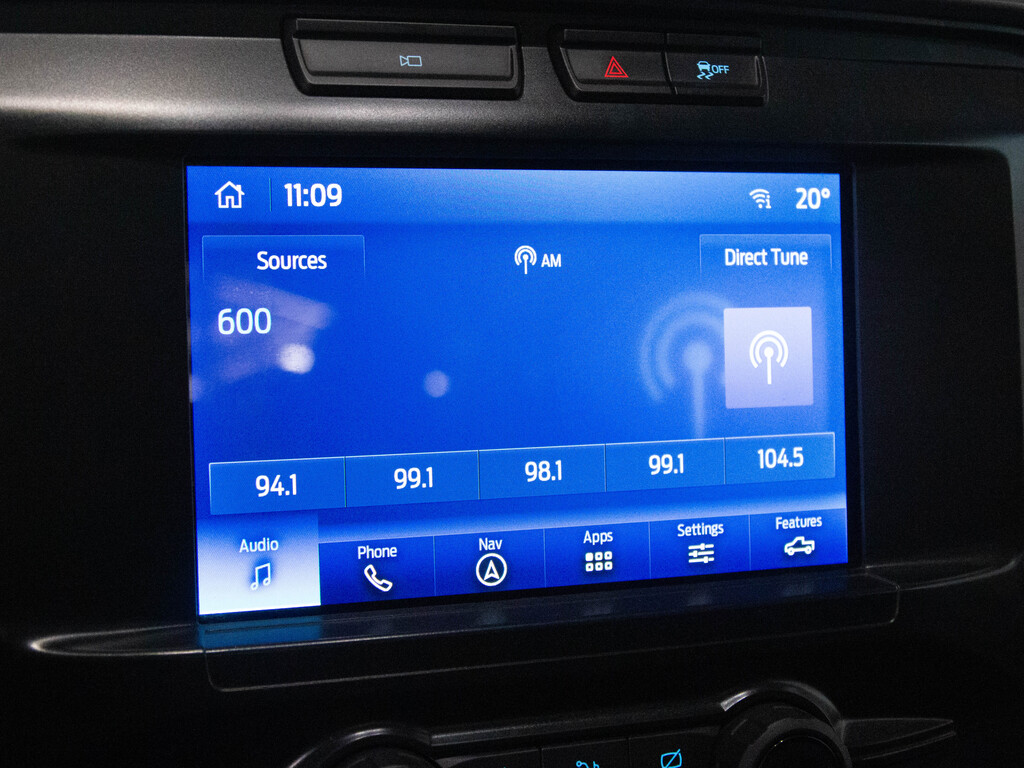 OFF
11:09
20°
Sources
AM
Direct Tune
600
94.1
99.1
98.1
99.1
104.5
Audio
Phone
Nav
Apps
Settings
Features